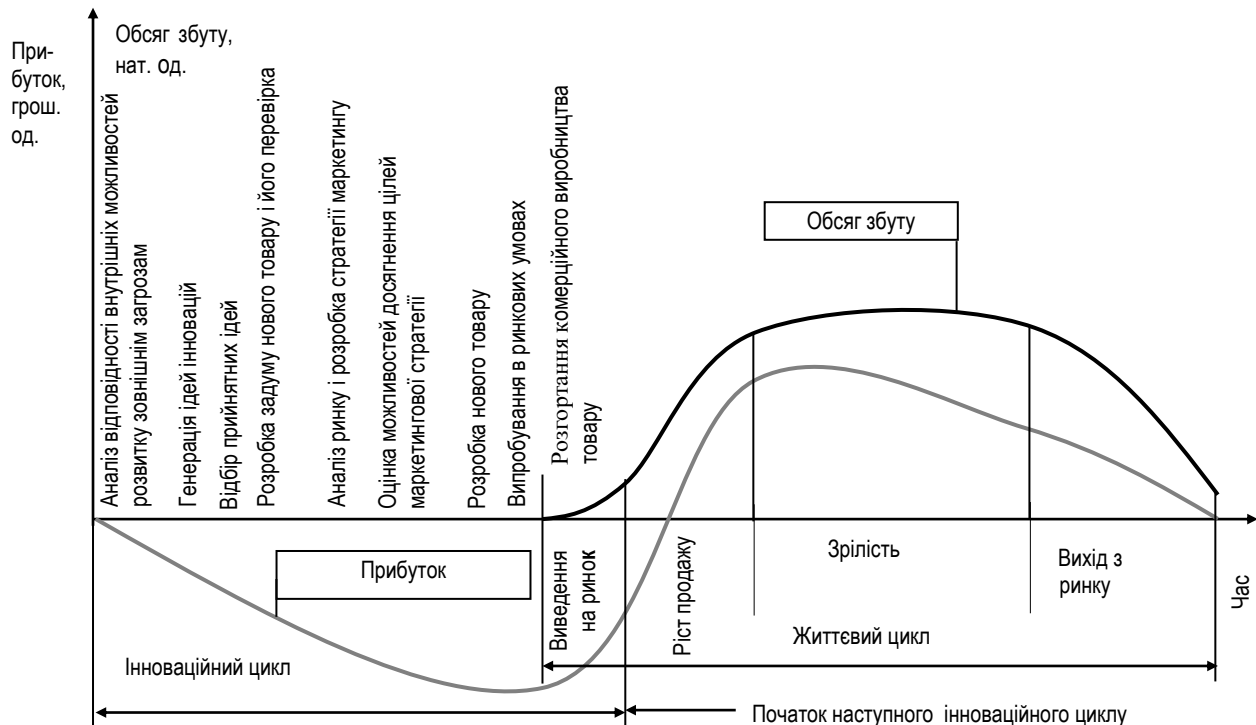 При-
буток,
грош.
од.
Обсяг збуту,
нат. од.
Аналіз відповідності внутрішніх можливостей
розвитку зовнішнім загрозам
Генерація ідей інновацій
Відбір прийнятних ідей
Розробка задуму нового товару і його перевірка
Аналіз ринку і розробка стратегії маркетингу
Оцінка можливостей досягнення цілей
маркетингової стратегії
Розробка нового товару
Випробування в ринкових умовах
Розгортання комерційного виробництва
товару
Обсяг збуту
Прибуток
Виведення
на ринок
Ріст продажу
Зрілість
Вихід з
ринку
Час
Інноваційний цикл
Життєвий цикл
Початок наступного інноваційного циклу